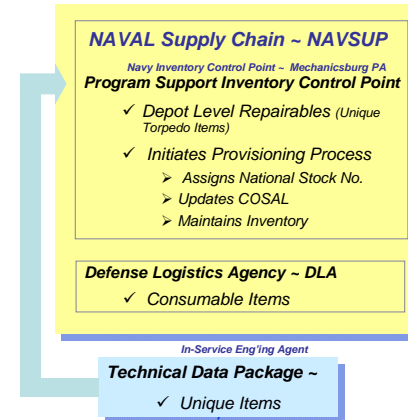 NAVAL Supply Chain ~ NAVSUP
Navy Inventory Control Point ~ Mechanicsburg PA
Program Support Inventory Control Point
✓ Depot Level Repairables (Unique
Torpedo Items)
✓ Initiates Provisioning Process
➢ Assigns National Stock No.
➢ Updates COSAL
➢ Maintains Inventory
Defense Logistics Agency ~ DLA
✓ Consumable Items
In-Service Eng'ing Agent
Technical Data Package ~
✓ Unique Items